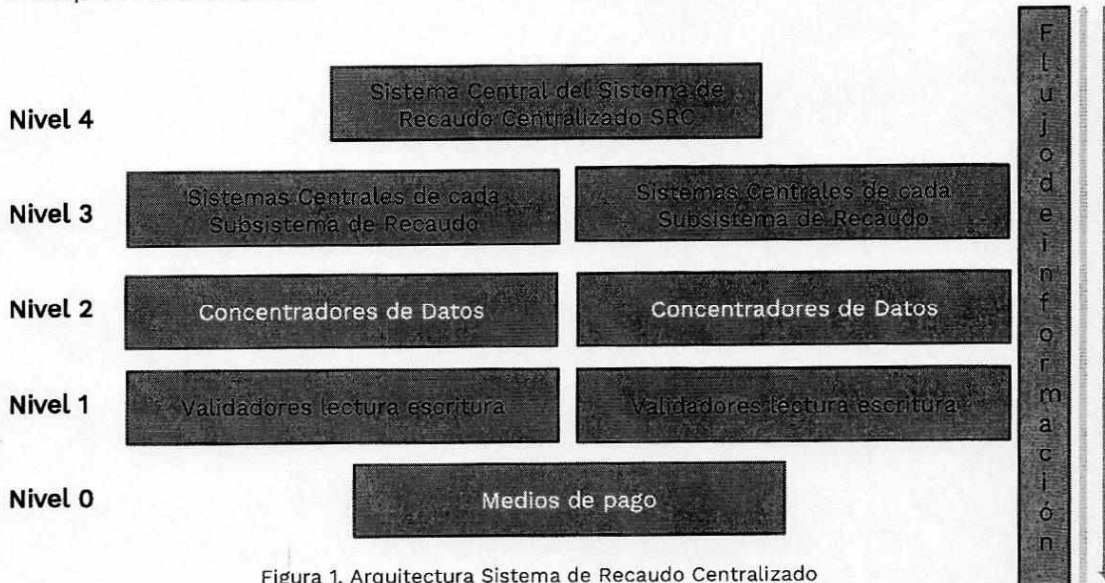 Nivel 4
Sistema Central del Sistema de
Recaudo Centralizado SRC
Nivel 3
Sistemas Centrales de cada
Subsistema de Recaudo
Sistemas Centrales de cada
Subsistema de Recaudo
Nivel 2
Concentradores de Datos
Concentradores de Datos
Nivel 1
Validadores lectura escritura
Validadores lectura escritura
Nivel 0
Medios de pago
Flujo de información
Figura 1. Arquitectura Sistema de Recaudo Centralizado